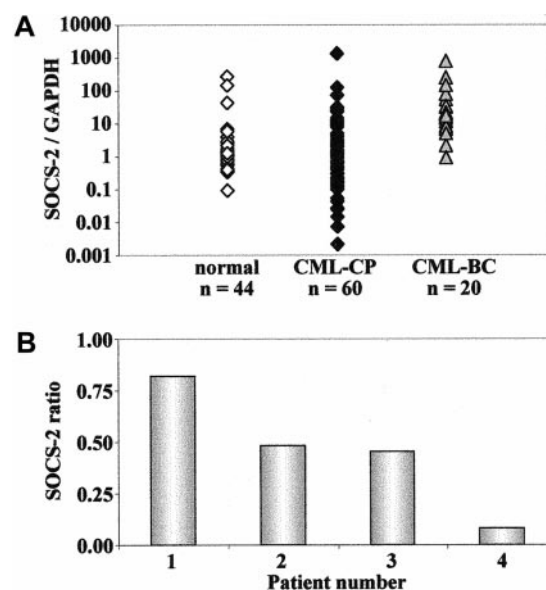 A
10000
1000
100
10
1
0.1
0.01
0.001
SOCS-2 / GAPDH
normal CML-CP CML-BC
n = 44 n = 60 n = 20
B
1.00
0.75
0.50
0.25
0.00
SOCS-2 ratio
1 2 3 4
Patient number